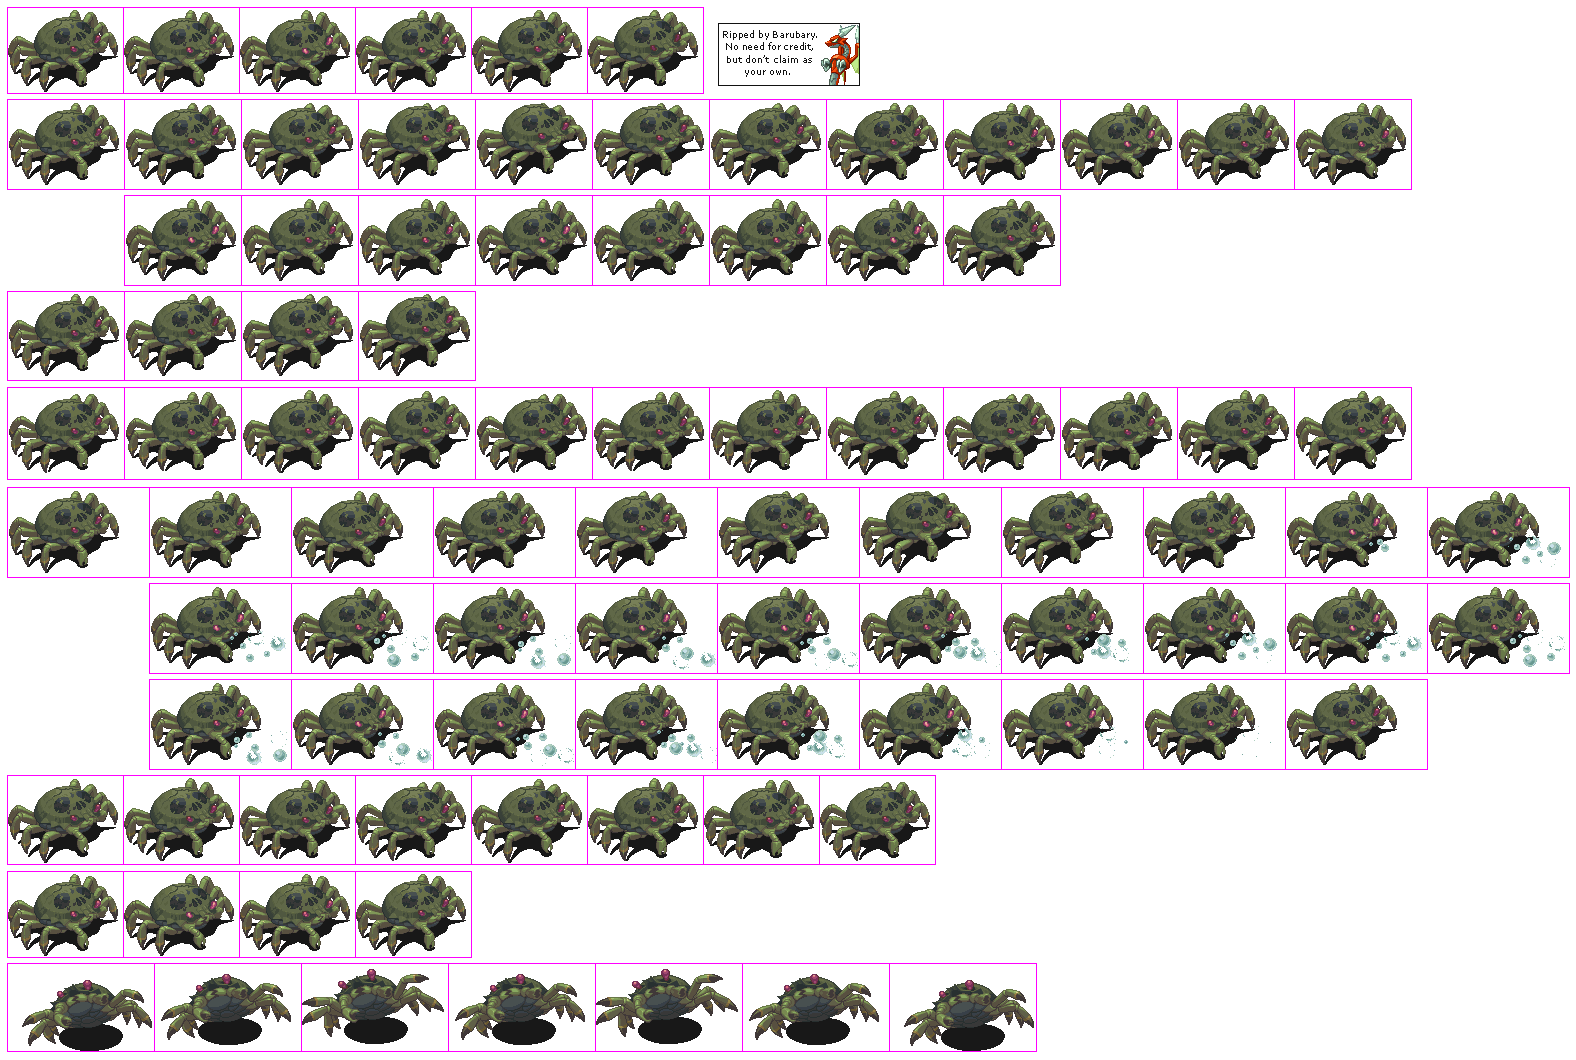 Ripped by Barubary.
No need for credit,
but don't claim as
your own.